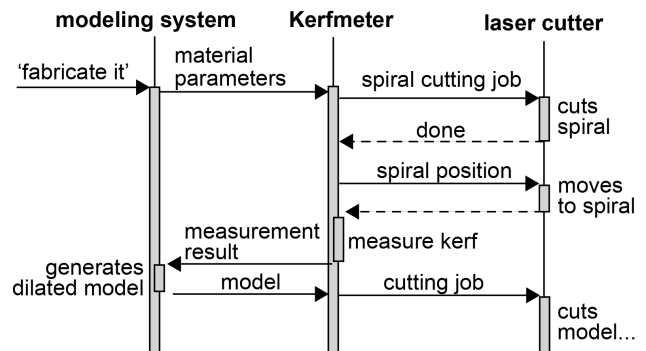 modeling system
Kerfmeter
laser cutter
‘fabricate it’
material
parameters
spiral cutting job
cuts
spiral
done
spiral position
moves
to spiral
measurement
result
measure kerf
generates
dilated model
model
cutting job
cuts
model...